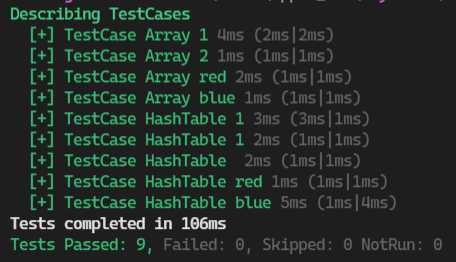 Describing TestCases
[+] TestCase Array 1 4ms (2ms|2ms)
[+] TestCase Array 2 1ms (1ms|1ms)
[+] TestCase Array red 2ms (1ms|1ms)
[+] TestCase Array blue 1ms (1ms|1ms)
[+] TestCase HashTable 1 3ms (3ms|1ms)
[+] TestCase HashTable 1 2ms (1ms|1ms)
[+] TestCase HashTable  2ms (1ms|1ms)
[+] TestCase HashTable red 1ms (1ms|1ms)
[+] TestCase HashTable blue 5ms (1ms|4ms)
Tests completed in 106ms
Tests Passed: 9, Failed: 0, Skipped: 0 NotRun: 0